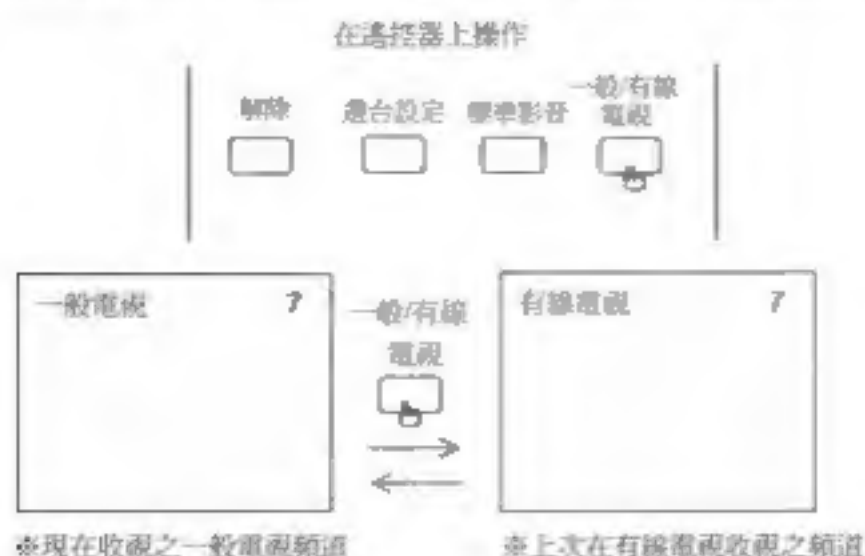 在遙控器上操作
解除
選台設定
標準影音
一般/有線
電視
一般電視 7
一般/有線
電視
有線電視 7
※現在收視之一般電視頻道
※上次在有線電視收視之頻道